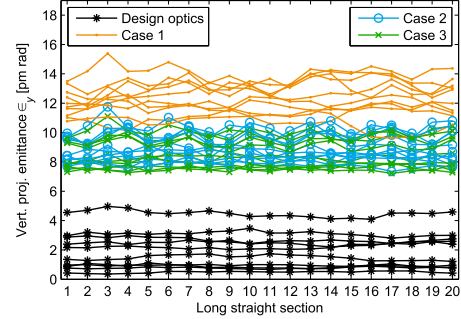 18
16
14
12
10
8
6
4
2
0
Vert. proj. emittance ∈y [pm rad]
Design optics
Case 1
Case 2
Case 3
1 2 3 4 5 6 7 8 9 10 11 12 13 14 15 16 17 18 19 20
Long straight section